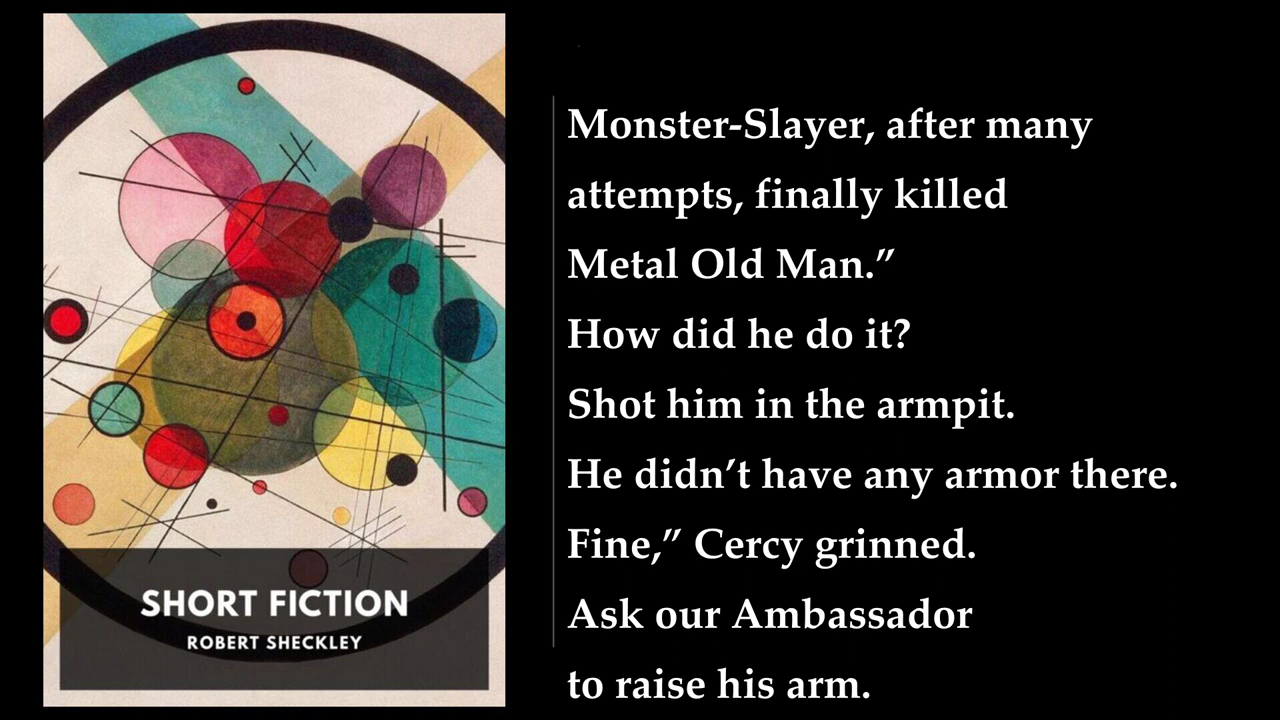 SHORT FICTION
ROBERT SHECKLEY
Monster-Slayer, after many
attempts, finally killed
Metal Old Man.”
How did he do it?
Shot him in the armpit.
He didn’t have any armor there.
Fine,” Cercy grinned.
Ask our Ambassador
to raise his arm.